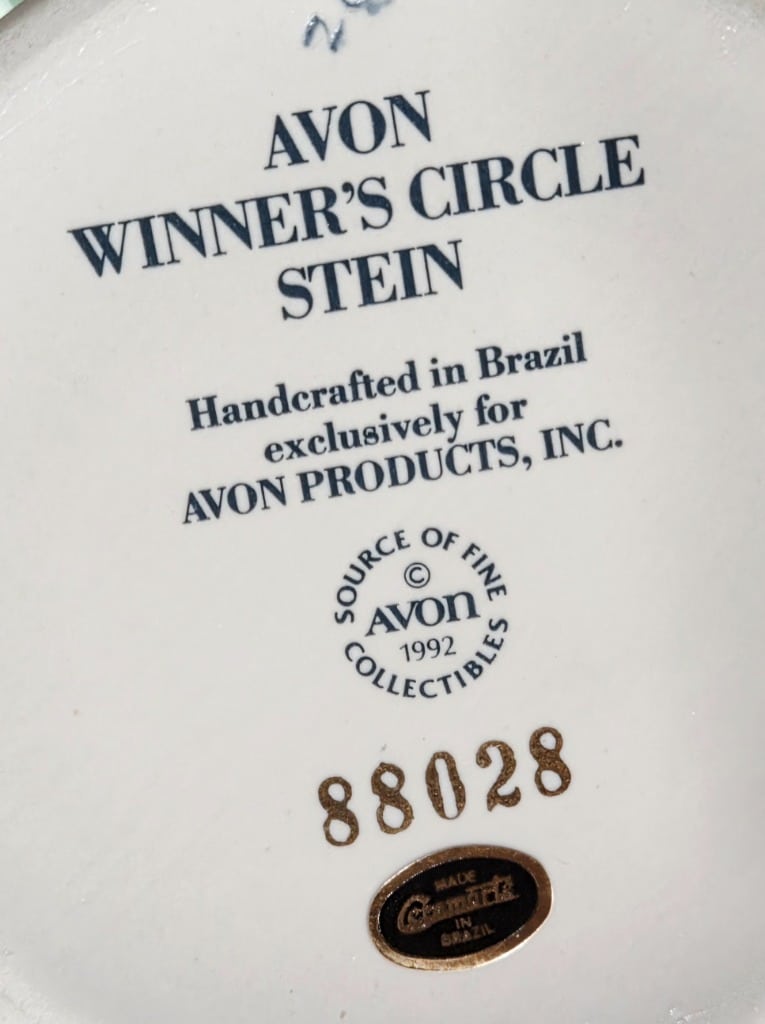 AVON
WINNER'S CIRCLE
STEIN
Handcrafted in Brazil
exclusively for
AVON PRODUCTS, INC.
SOURCE OF FINE
©
AVON
1992
COLLECTIBLES
88028
MADE
Ceramarte
IN
BRAZIL